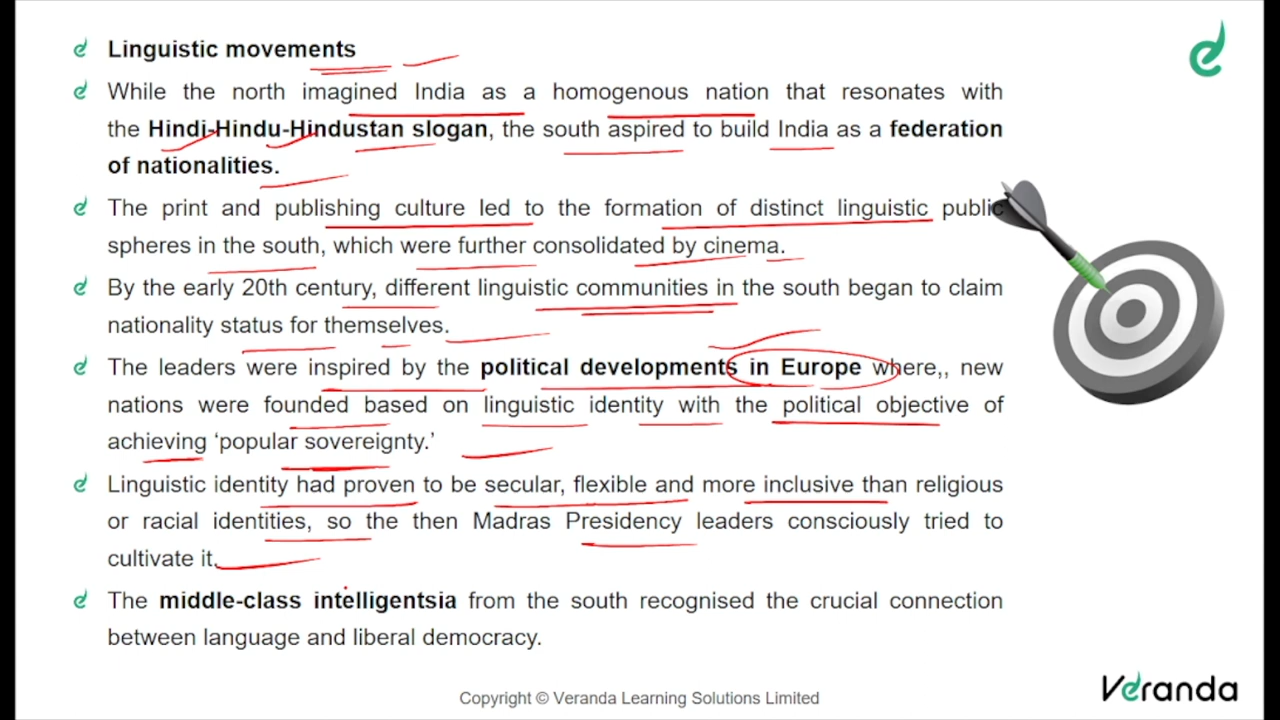 Linguistic movements
While the north imagined India as a homogenous nation that resonates with
the Hindi-Hindu-Hindustan slogan, the south aspired to build India as a federation
of nationalities.
The print and publishing culture led to the formation of distinct linguistic public
spheres in the south, which were further consolidated by cinema.
By the early 20th century, different linguistic communities in the south began to claim
nationality status for themselves.
The leaders were inspired by the political developments in Europe where,, new
nations were founded based on linguistic identity with the political objective of
achieving ‘popular sovereignty.’
Linguistic identity had proven to be secular, flexible and more inclusive than religious
or racial identities, so the then Madras Presidency leaders consciously tried to
cultivate it.
The middle-class intelligentsia from the south recognised the crucial connection
between language and liberal democracy.
Copyright © Veranda Learning Solutions Limited
Veranda